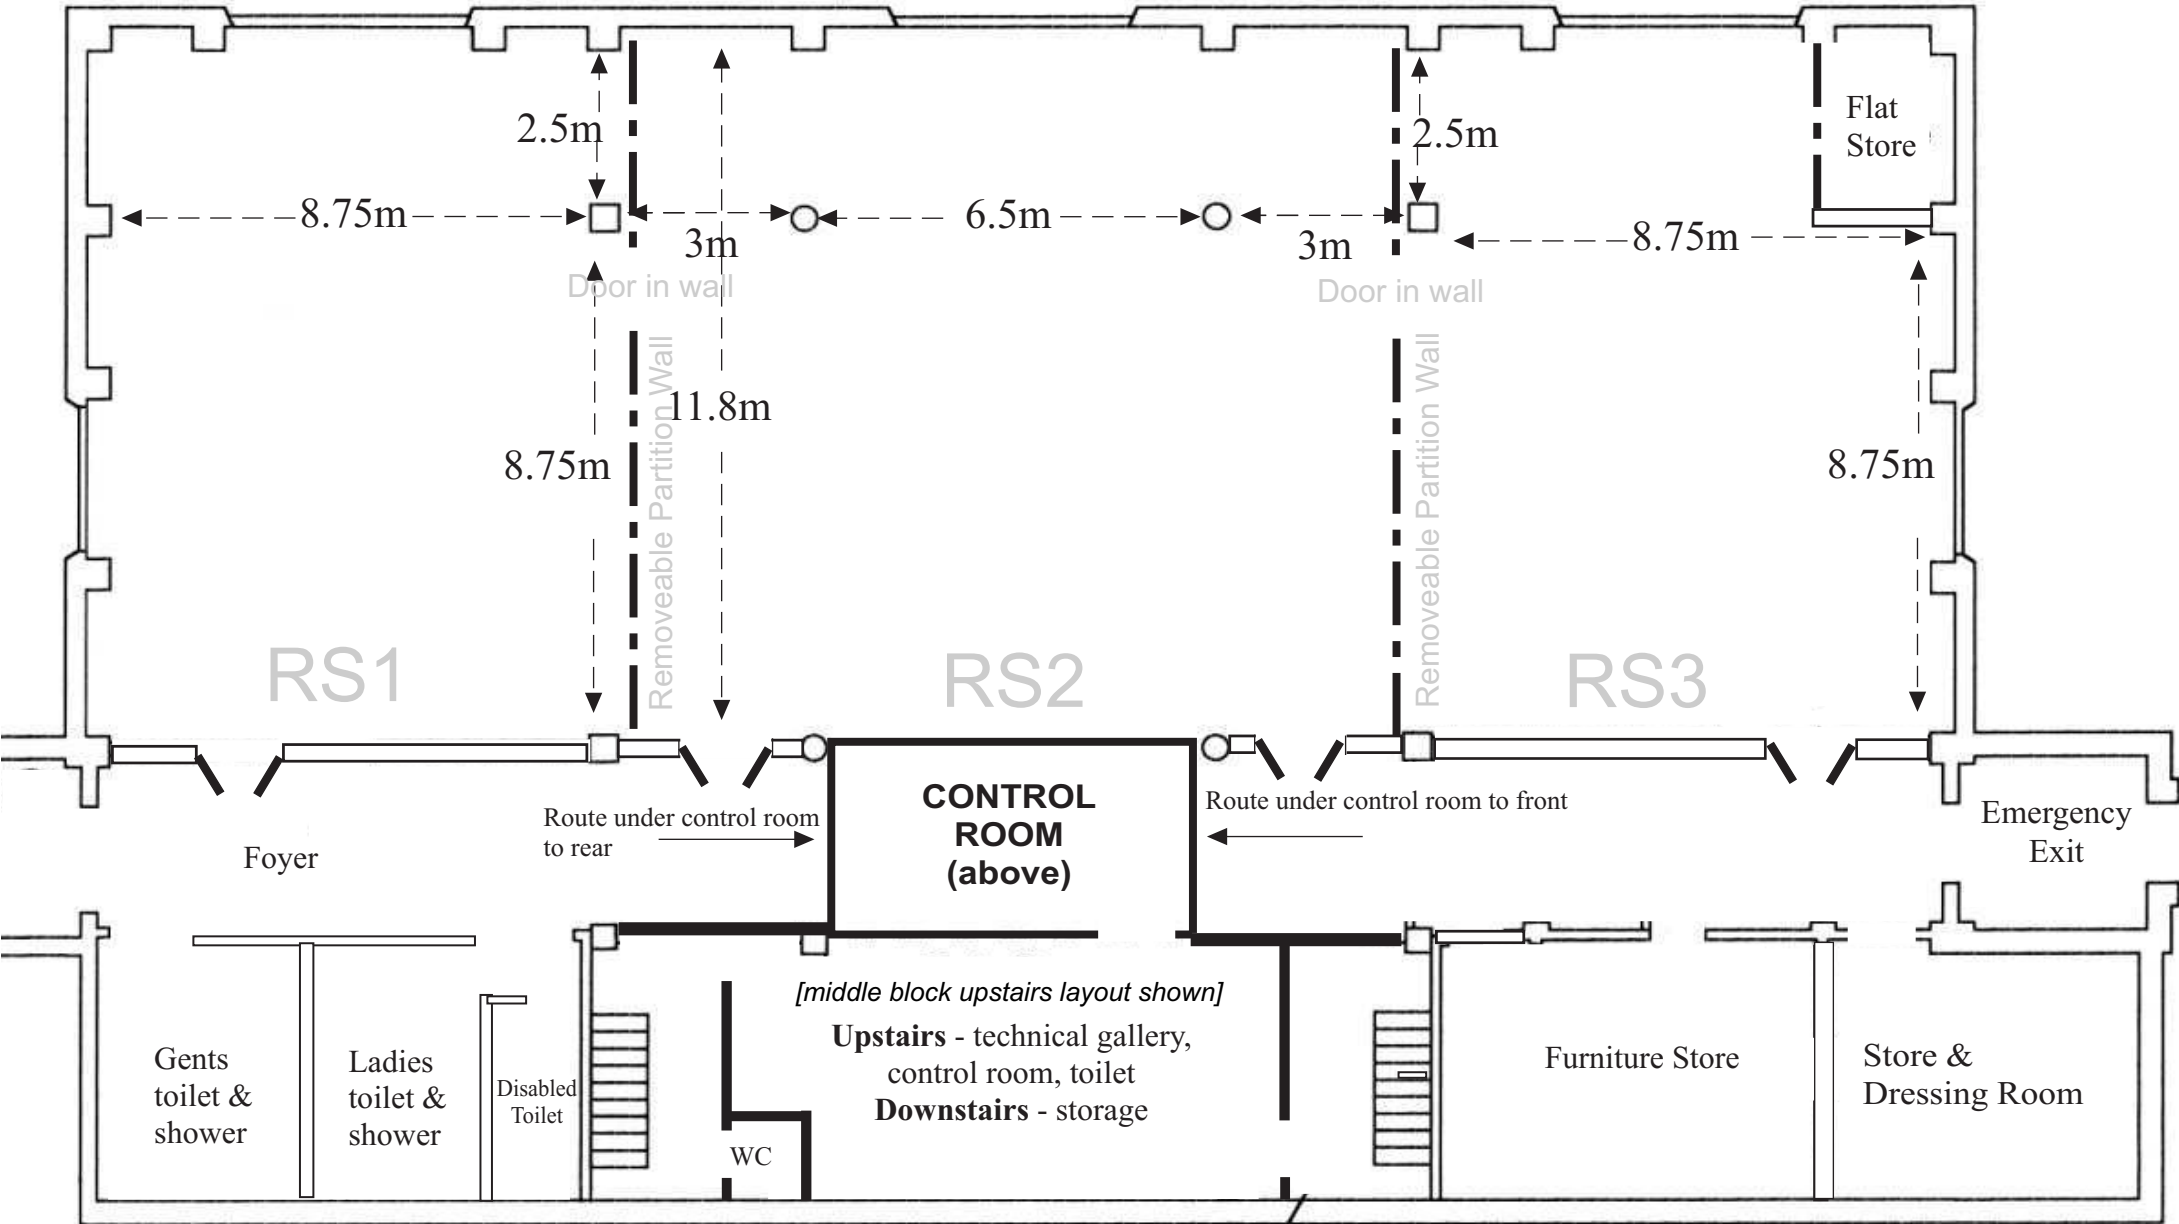 2.5m
2.5m
Flat
Store
8.75m
3m
6.5m
3m
8.75m
Door in wall
Door in wall
Removeable Partition Wall
11.8m
Removeable Partition Wall
8.75m
8.75m
RS1
RS2
RS3
Foyer
Route under control room
to rear
CONTROL
ROOM
(above)
Route under control room to front
Emergency
Exit
[middle block upstairs layout shown]
Upstairs - technical gallery,
control room, toilet
Downstairs - storage
Gents
toilet &
shower
Ladies
toilet &
shower
Disabled
Toilet
WC
Furniture Store
Store &
Dressing Room